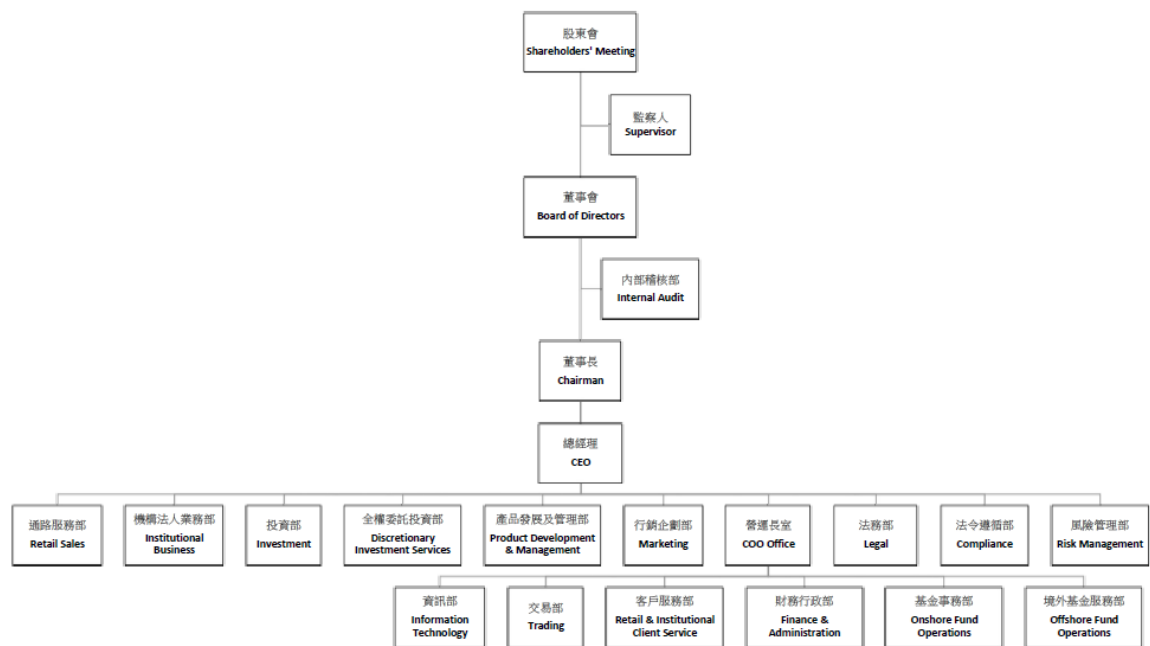 股東會
Shareholders' Meeting
監察人
Supervisor
董事會
Board of Directors
內部稽核部
Internal Audit
董事長
Chairman
總經理
CEO
通路服務部
Retail Sales
機構法人業務部
Institutional
Business
投資部
Investment
全權委託投資部
Discretionary
Investment Services
產品發展及管理部
Product Development
& Management
行銷企劃部
Marketing
營運長室
COO Office
法務部
Legal
法令遵循部
Compliance
風險管理部
Risk Management
資訊部
Information
Technology
交易部
Trading
客戶服務部
Retail & Institutional
Client Service
財務行政部
Finance &
Administration
基金事務部
Onshore Fund
Operations
境外基金服務部
Offshore Fund
Operations